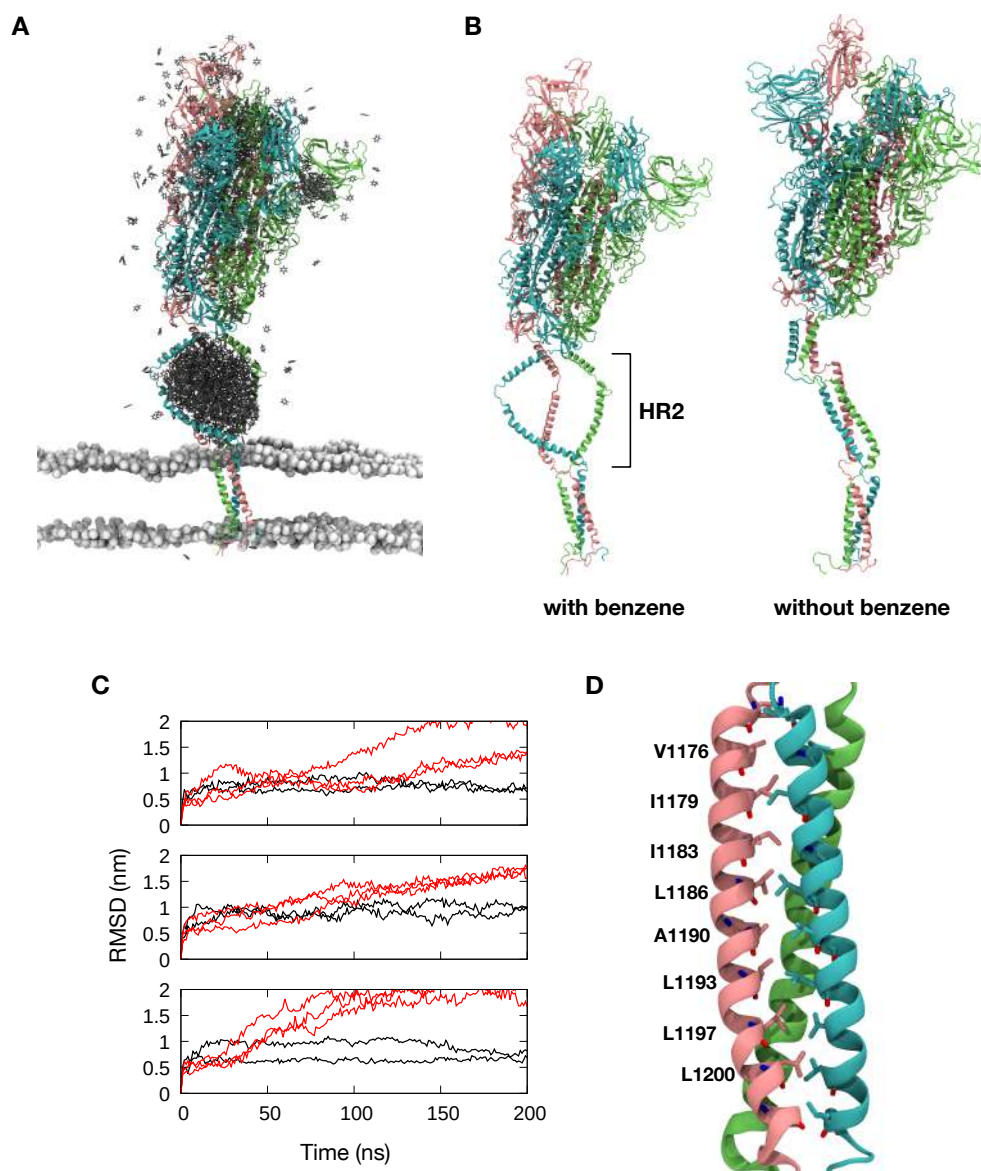 A
B
HR2
with benzene
without benzene
C
D
2
1.5
1
0.5
0
2
1.5
1
0.5
0
2
1.5
1
0.5
0
RMSD (nm)
0 50 100 150 200
Time (ns)
V1176
I1179
I1183
L1186
A1190
L1193
L1197
L1200